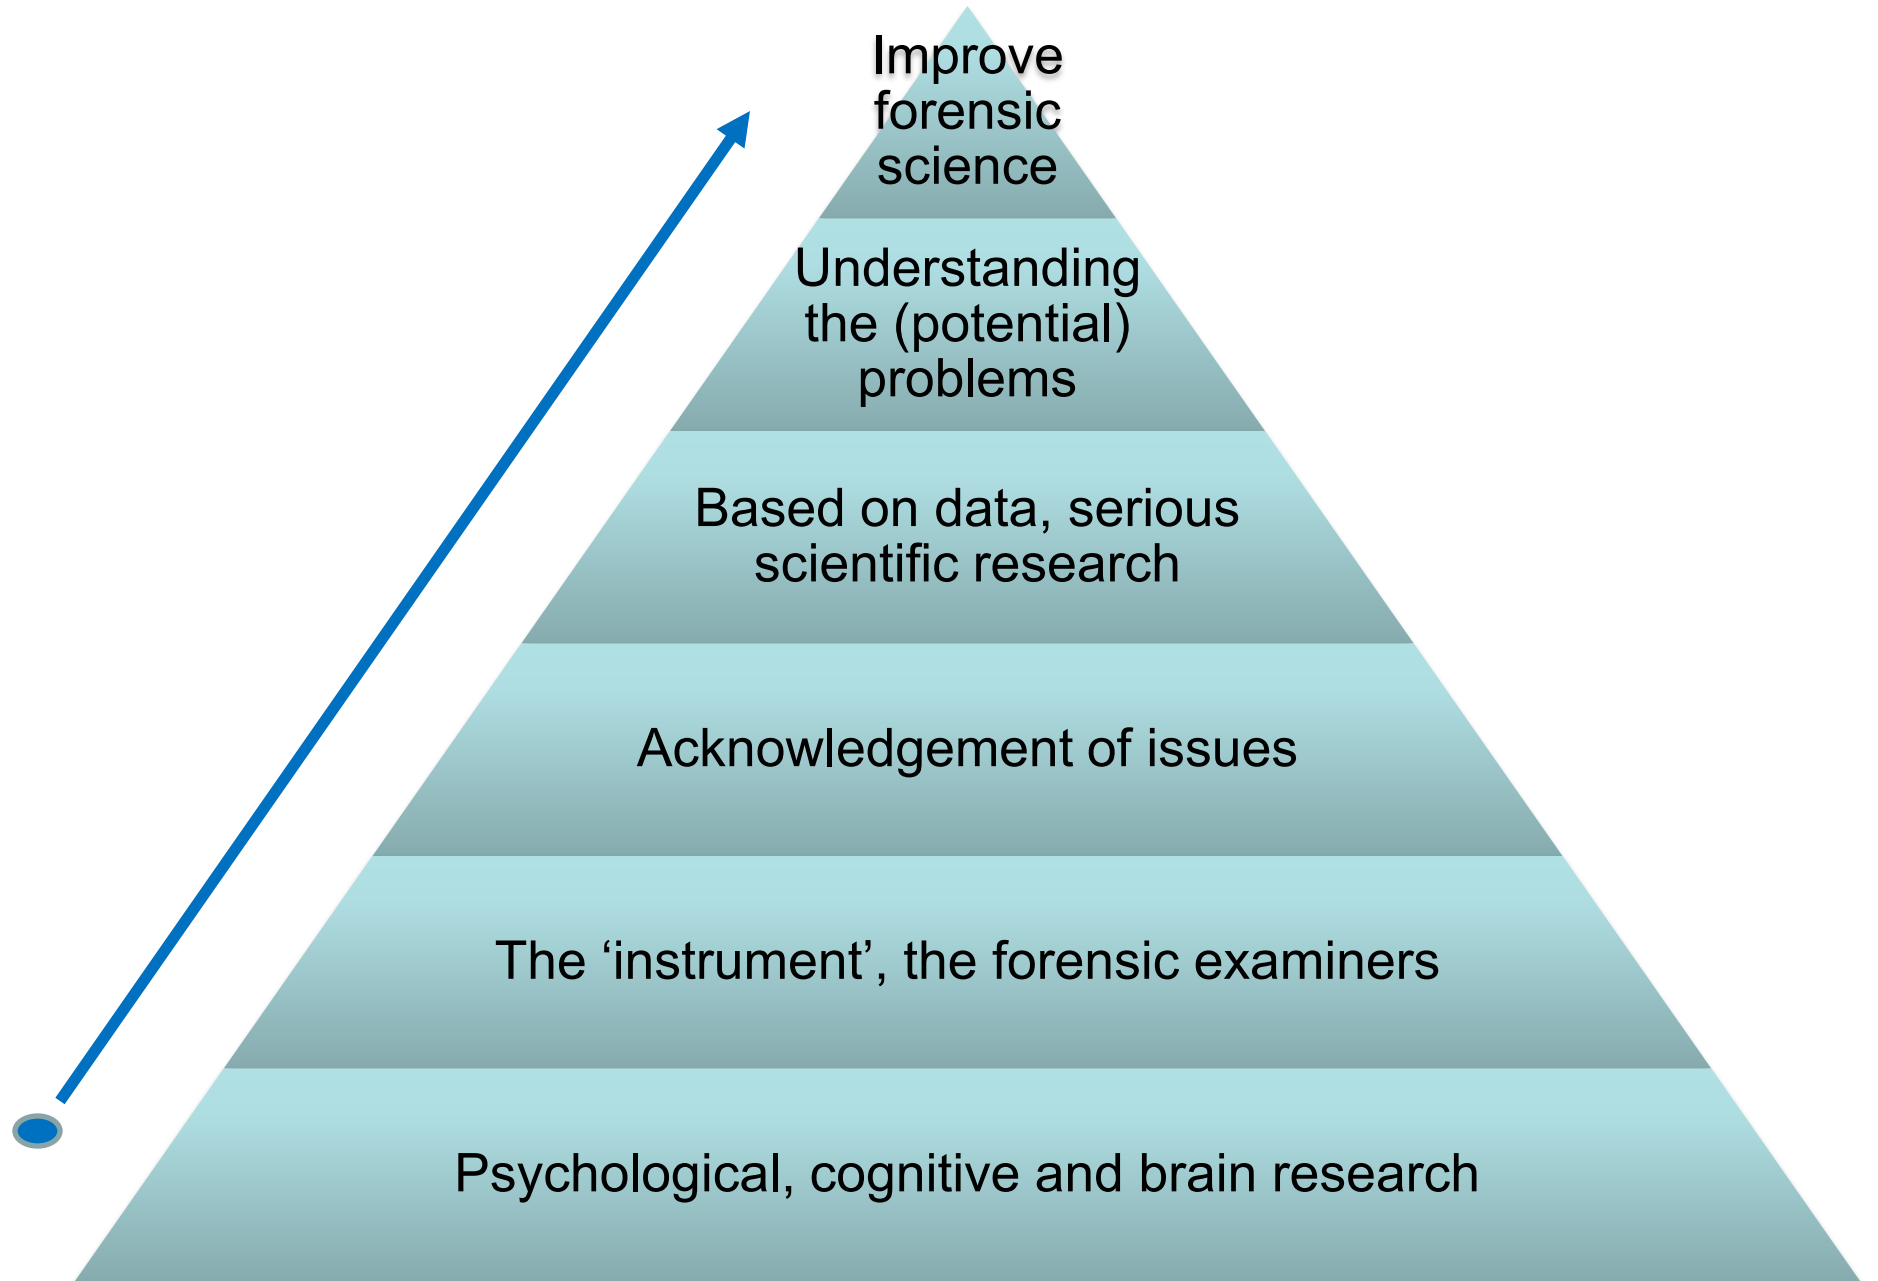 Improve
forensic
science
Understanding
the (potential)
problems
Based on data, serious
scientific research
Acknowledgement of issues
The ‘instrument’, the forensic examiners
Psychological, cognitive and brain research